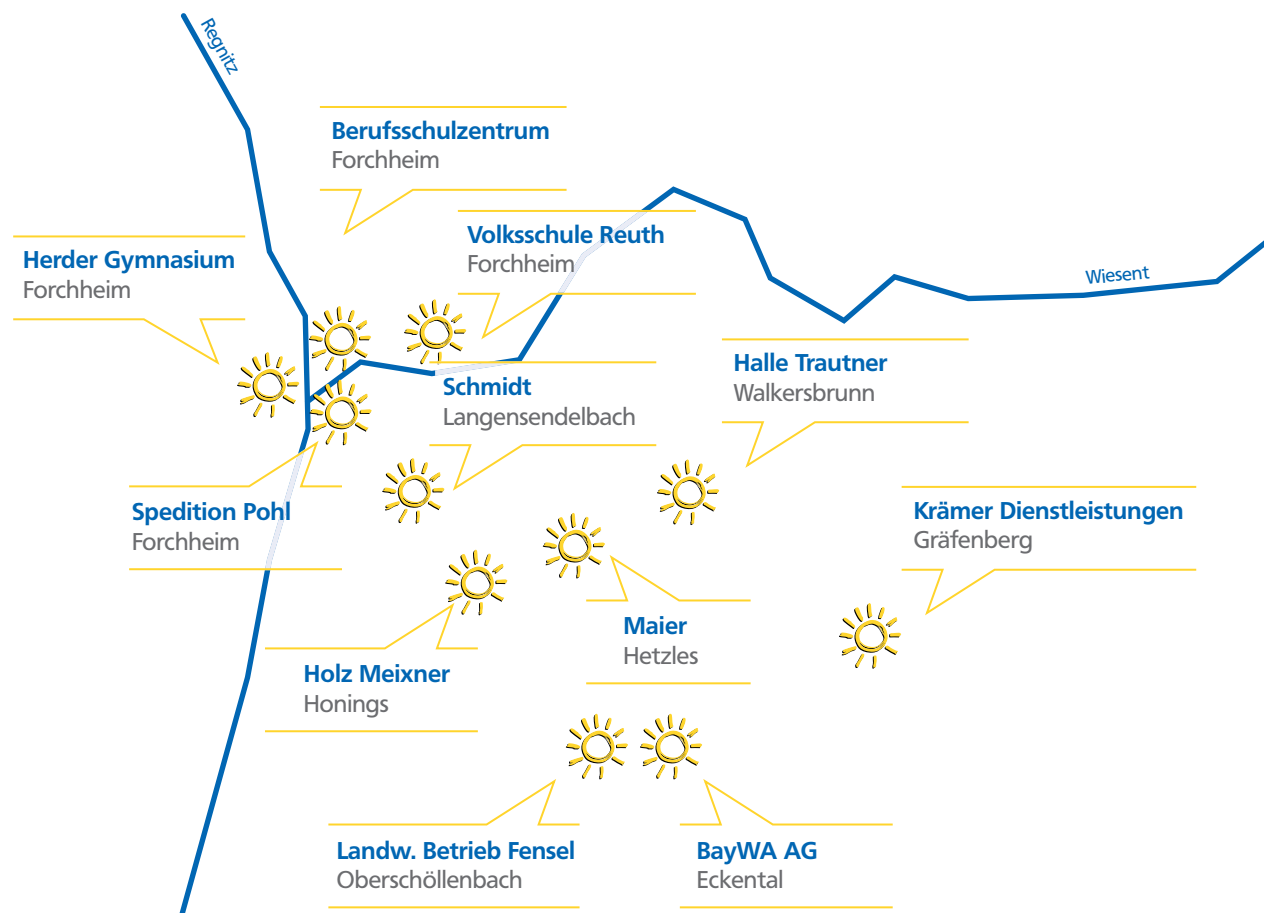 Regnitz
Berufsschulzentrum
Forchheim
Volksschule Reuth
Forchheim
Herder Gymnasium
Forchheim
Wiesent
Halle Trautner
Walkersbrunn
Schmidt
Langensendelbach
Spedition Pohl
Forchheim
Krämer Dienstleistungen
Gräfenberg
Maier
Hetzles
Holz Meixner
Honings
Landw. Betrieb Fensel
Oberschöllenbach
BayWA AG
Eckental